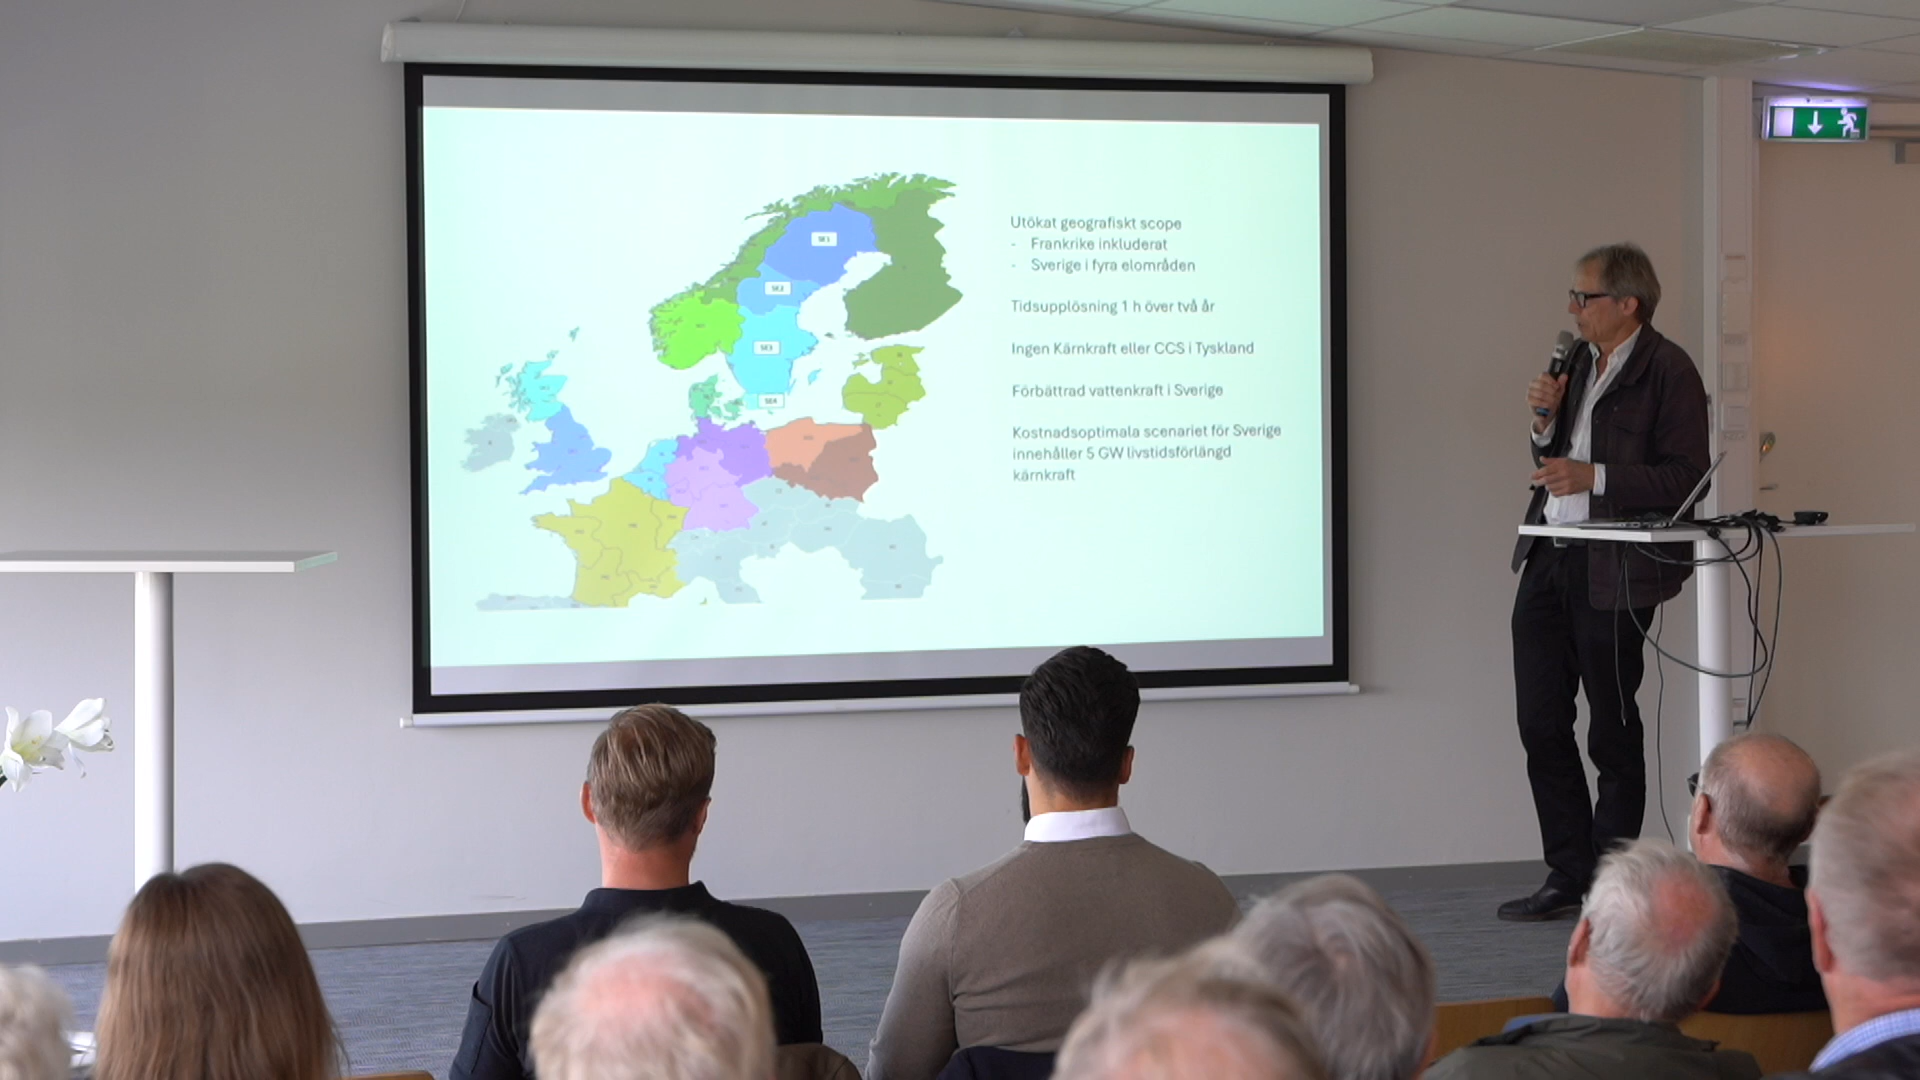 Utökat geografiskt scope
- Frankrike inkluderat
- Sverige i fyra elområden
Tidsupplösning 1 h över två år
Ingen Kärnkraft eller CCS i Tyskland
Förbättrad vattenkraft i Sverige
Kostnadsoptimala scenariet för Sverige
innehåller 5 GW livstidsförlängd
kärnkraft
SE1
SE2
SE3
SE4